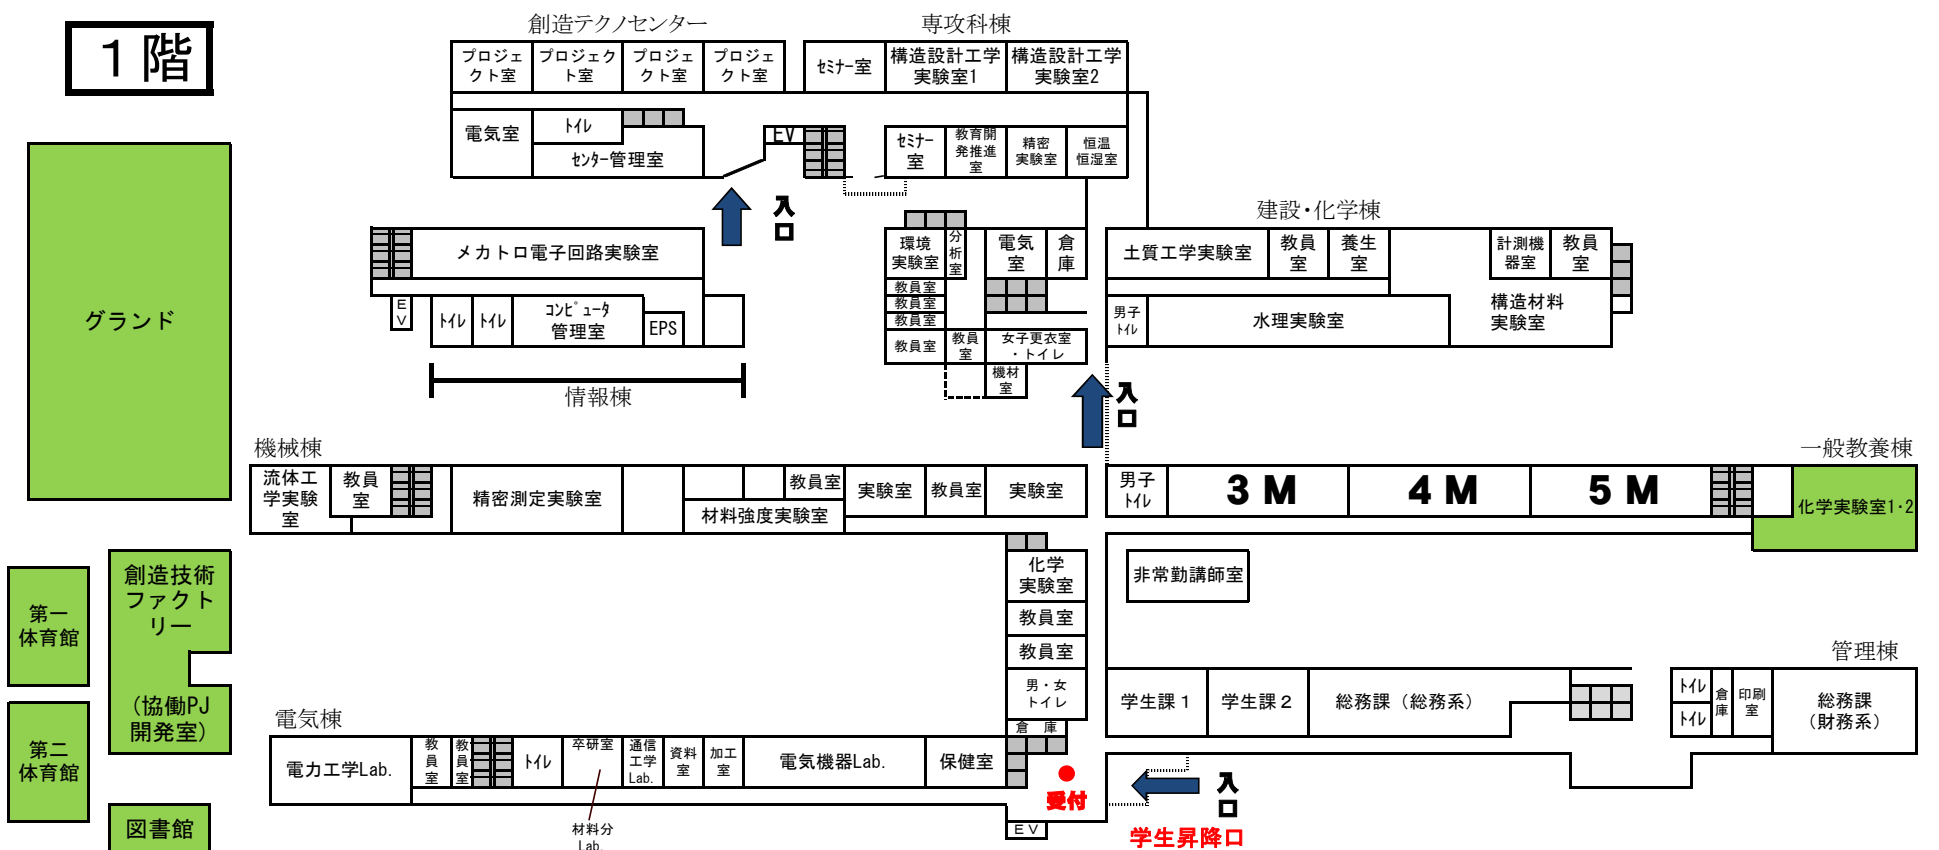 １階
創造テクノセンター
専攻科棟
プロジェ
クト室
プロジェク
ト室
プロジェ
クト室
プロジェ
クト室
ｾﾐﾅｰ室
構造設計工学
実験室1
構造設計工学
実験室2
電気室
ﾄｲﾚ
ｾﾝﾀｰ管理室
EV
ｾﾐﾅｰ
室
教育開
発推進
室
精密
実験室
恒温
恒湿室
入
口
グランド
メカトロ電子回路実験室
E
V
ﾄｲﾚ
ﾄｲﾚ
ｺﾝﾋﾟｭｰﾀ
管理室
EPS
情報棟
環境
実験室
分
析
室
電気
室
倉
庫
教員室
教員室
教員室
教員室
教員
室
女子更衣室
・トイレ
機材
室
建設・化学棟
土質工学実験室
教員
室
養生
室
計測機
器室
教員
室
男子
ﾄｲﾚ
水理実験室
構造材料
実験室
入
口
機械棟
流体工
学実験
室
教員
室
精密測定実験室
教員室
材料強度実験室
実験室
教員室
実験室
一般教養棟
男子
ﾄｲﾚ
３Ｍ
４Ｍ
５Ｍ
化学実験室1･2
第一
体育館
創造技術
ファクト
リー
（協働PJ
開発室）
第二
体育館
図書館
化学
実験室
教員室
教員室
男・女
トイレ
倉　庫
非常勤講師室
管理棟
学生課１
学生課２
総務課（総務系）
ﾄｲﾚ
ﾄｲﾚ
倉
庫
印刷
室
総務課
（財務系）
電気棟
電力工学Lab.
教
員
室
教
員
室
ﾄｲﾚ
卒研室
通信
工学
Lab.
資料
室
加工
室
電気機器Lab.
保健室
材料分
Lab.
受付
ＥＶ
入
口
学生昇降口